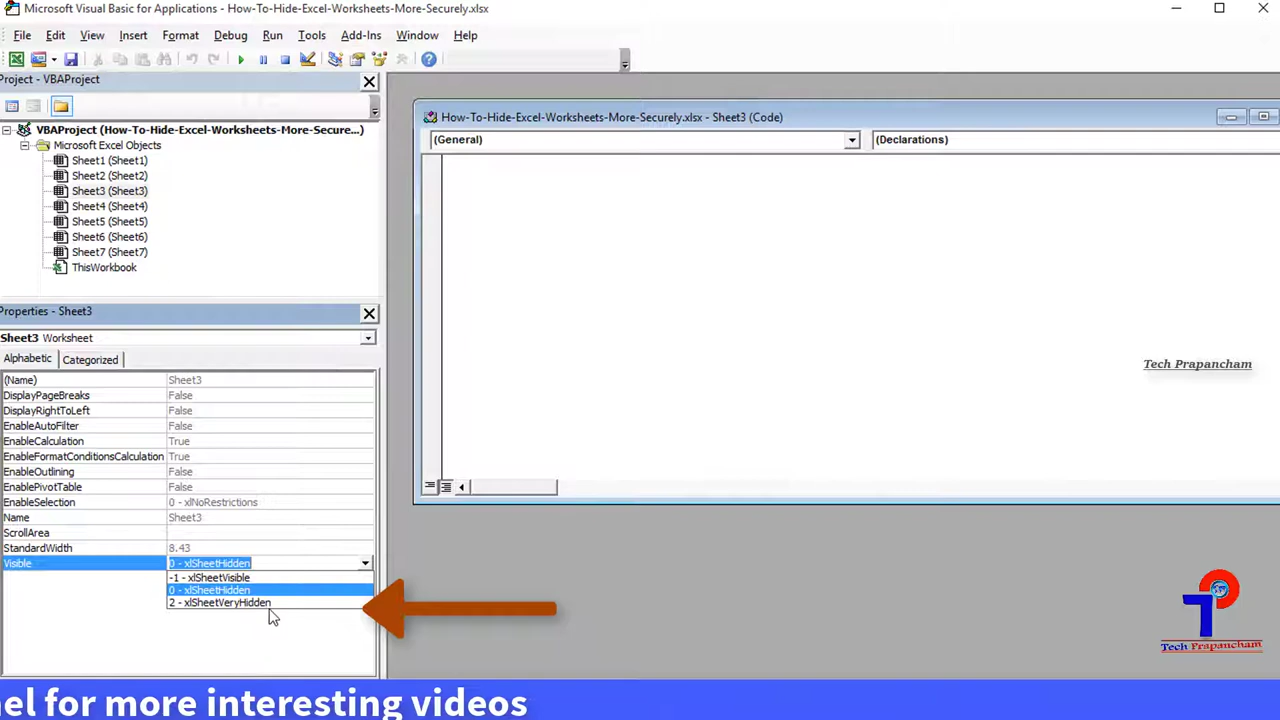 Microsoft Visual Basic for Applications - How-To-Hide-Excel-Worksheets-More-Securely.xlsx
File Edit View Insert Format Debug Run Tools Add-Ins Window Help
Project - VBAProject
VBAProject (How-To-Hide-Excel-Worksheets-More-Secure...)
Microsoft Excel Objects
Sheet1 (Sheet1)
Sheet2 (Sheet2)
Sheet3 (Sheet3)
Sheet4 (Sheet4)
Sheet5 (Sheet5)
Sheet6 (Sheet6)
Sheet7 (Sheet7)
ThisWorkbook
Properties - Sheet3
Sheet3 Worksheet
Alphabetic Categorized
(Name) Sheet3
DisplayPageBreaks False
DisplayRightToLeft False
EnableAutoFilter False
EnableCalculation True
EnableFormatConditionsCalculation True
EnableOutlining False
EnablePivotTable False
EnableSelection 0 - xlNoRestrictions
Name Sheet3
ScrollArea
StandardWidth 8.43
Visible 0 - xlSheetHidden
-1 - xlSheetVisible
0 - xlSheetHidden
2 - xlSheetVeryHidden
How-To-Hide-Excel-Worksheets-More-Securely.xlsx - Sheet3 (Code)
(General) (Declarations)
Tech Prapancham
Tech Prapancham
nel for more interesting videos